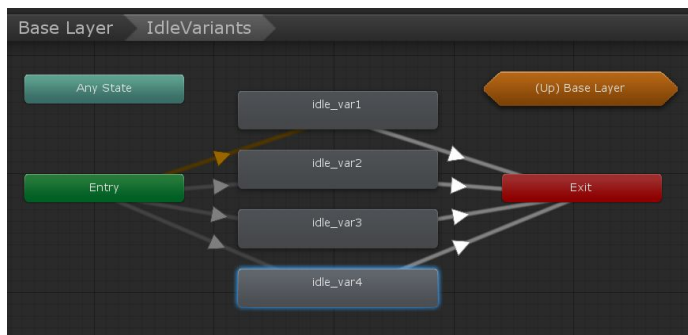 Base Layer
IdleVariants
Any State
(Up) Base Layer
idle_var1
idle_var2
Entry
Exit
idle_var3
idle_var4